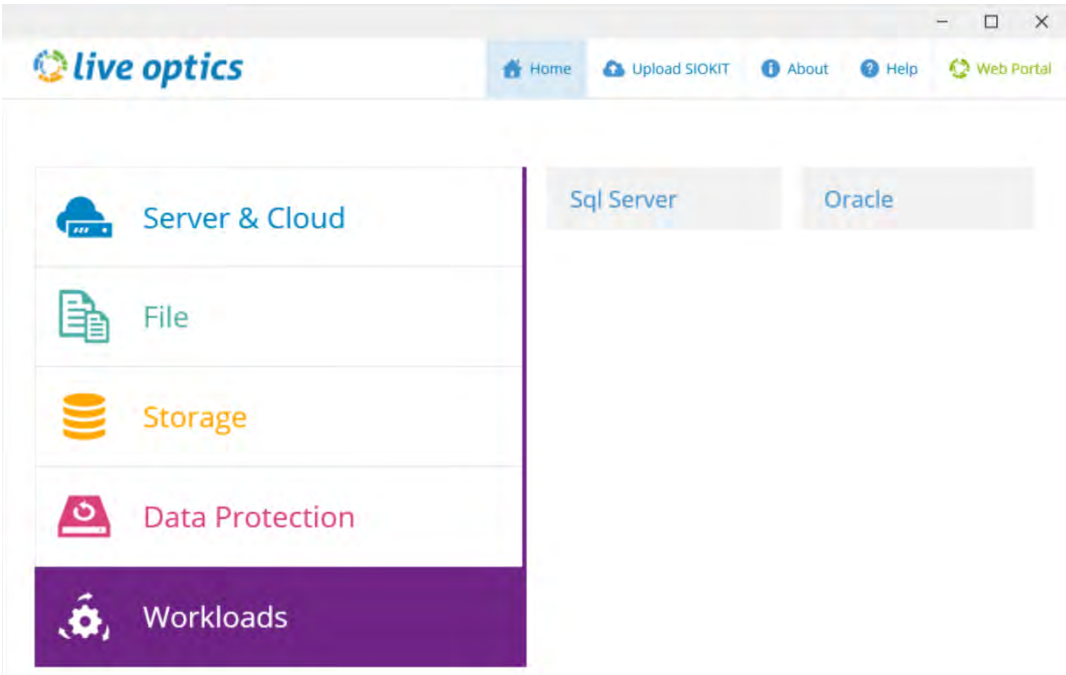 live optics
Home Upload SIOKIT About Help Web Portal
Server & Cloud
Sql Server Oracle
File
Storage
Data Protection
Workloads